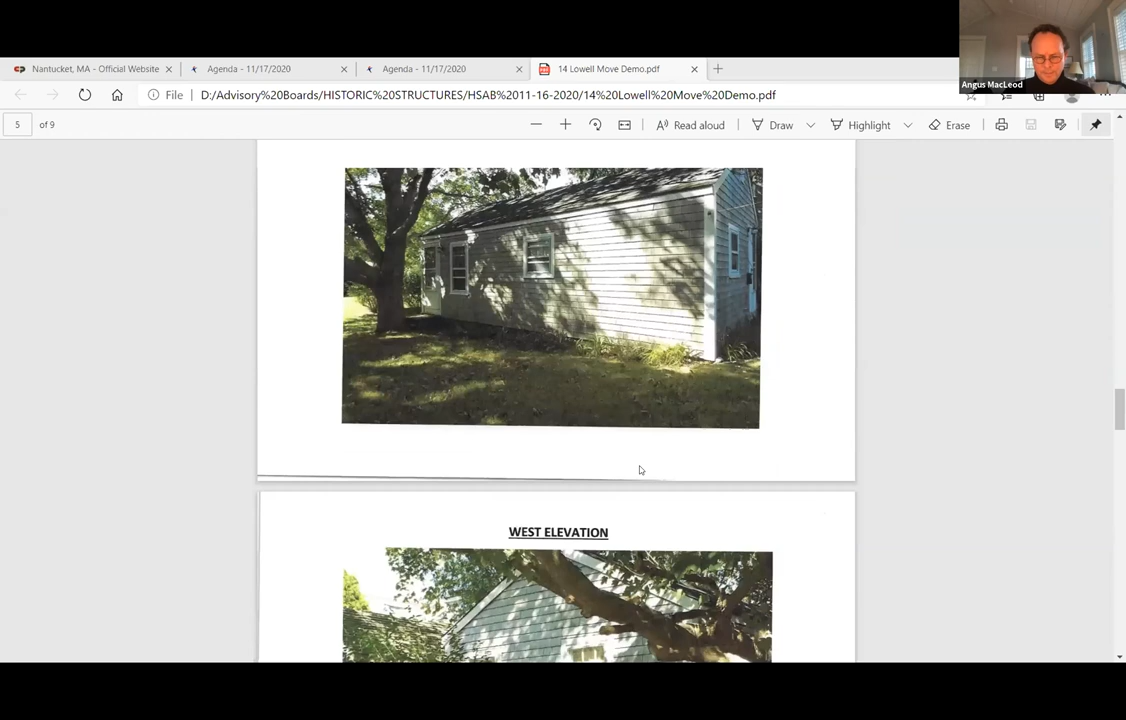 Nantucket, MA - Official Website
Agenda - 11/17/2020
Agenda - 11/17/2020
14 Lowell Move Demo.pdf
Angus MacLeod
File D:/Advisory%20Boards/HISTORIC%20STRUCTURES/HSAB%2011-16-2020/14%20Lowell%20Move%20Demo.pdf
5 of 9
Read aloud
Draw
Highlight
Erase
WEST ELEVATION